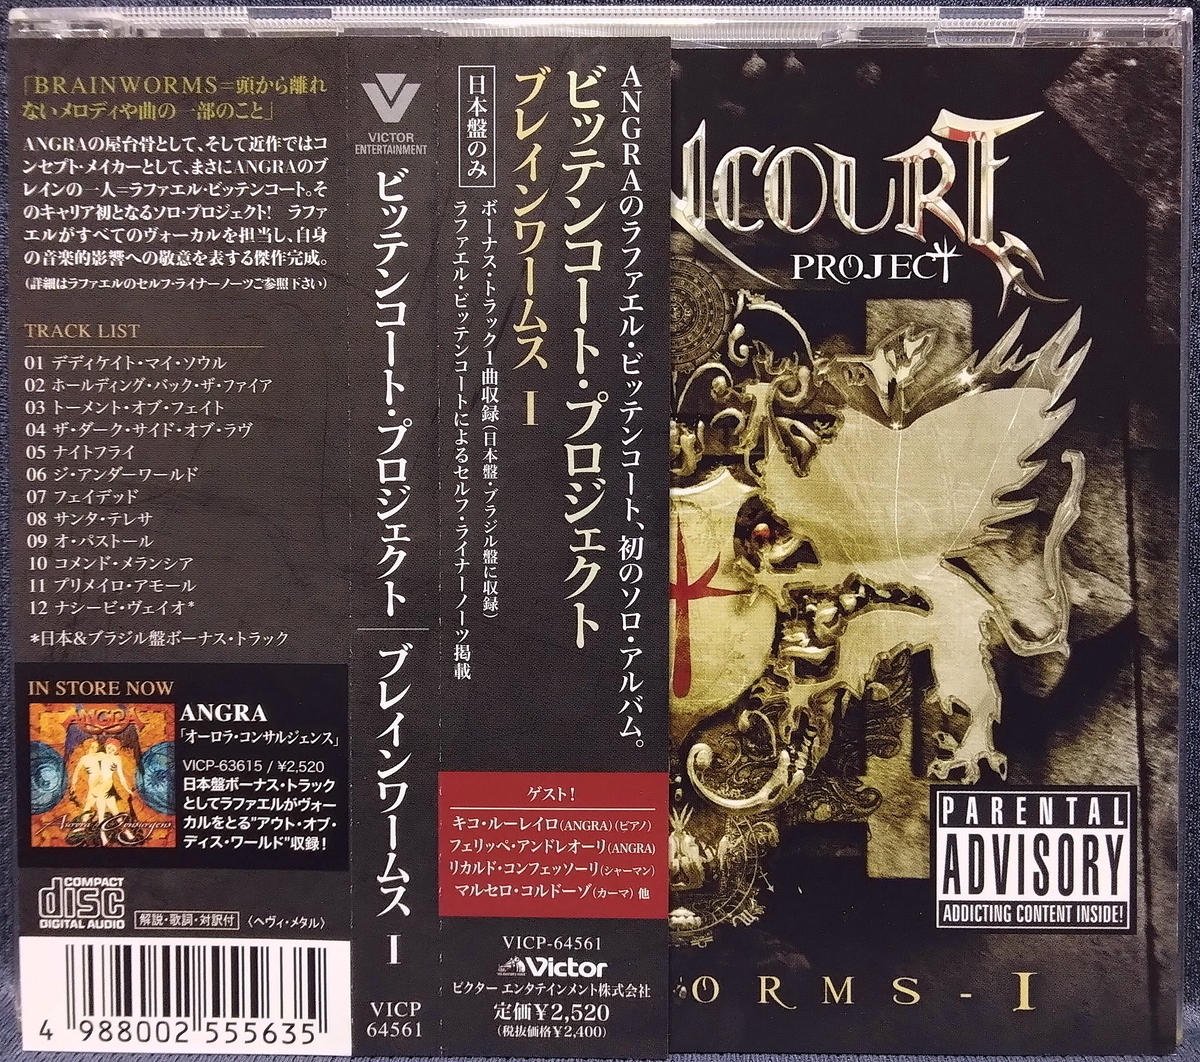 「BRAINWORMS=頭から離れ
ないメロディや曲の一部のこと」
ANGRAの屋台骨として、そして近作ではコ
ンセプト・メイカーとして、まさにANGRAのブ
レインの一人=ラファエル・ビッテンコート。そ
のキャリア初となるソロ・プロジェクト! ラファ
エルがすべてのヴォーカルを担当し、自身
の音楽的影響への敬意を表する傑作完成。
(詳細はラファエルのセルフ・ライナーノーツご参照下さい)
TRACK LIST
01 デディケイト・マイ・ソウル
02 ホールディング・バック・ザ・ファイア
03 トーメント・オブ・フェイト
04 ザ・ダーク・サイド・オブ・ラヴ
05 ナイトフライ
06 ジ・アンダーワールド
07 フェイデッド
08 サンタ・テレサ
09 オ・パストール
10 コメンド・メランシア
11 プリメイロ・アモール
12 ナシービ・ヴェイオ*
*日本&ブラジル盤ボーナス・トラック
IN STORE NOW
ANGRA
Aurora Consurgens
ANGRA
「オーロラ・コンサルジェンス」
VICP-63615 / ¥2,520
日本盤ボーナス・トラック
としてラファエルがヴォー
カルをとる"アウト・オブ・
ディス・ワールド"収録!
COMPACT
disc
DIGITAL AUDIO
解説・歌詞・対訳付
〈ヘヴィ・メタル〉
4 988002 555635
VICTOR
ENTERTAINMENT
ビッテンコート・プロジェクト
ブレインワームス I
VICP
64561
ANGRAのラファエル・ビッテンコート、初のソロ・アルバム。
ビッテンコート・プロジェクト
ブレインワームス I
日本盤のみ
ボーナス・トラック一曲収録(日本盤・ブラジル盤に収録)
ラファエル・ビッテンコートによるセルフ・ライナーノーツ掲載
ゲスト!
キコ・ルーレイロ(ANGRA)(ピアノ)
フェリッペ・アンドレオーリ(ANGRA)
リカルド・コンフェッソーリ(シャーマン)
マルセロ・コルドーゾ(カーマ) 他
VICP-64561
Victor
ビクター エンタテインメント株式会社
定価¥2,520
(税抜価格¥2,400)
NCOURT
PROJECT
PARENTAL
ADVISORY
ADDICTING CONTENT INSIDE!
ORMS-I